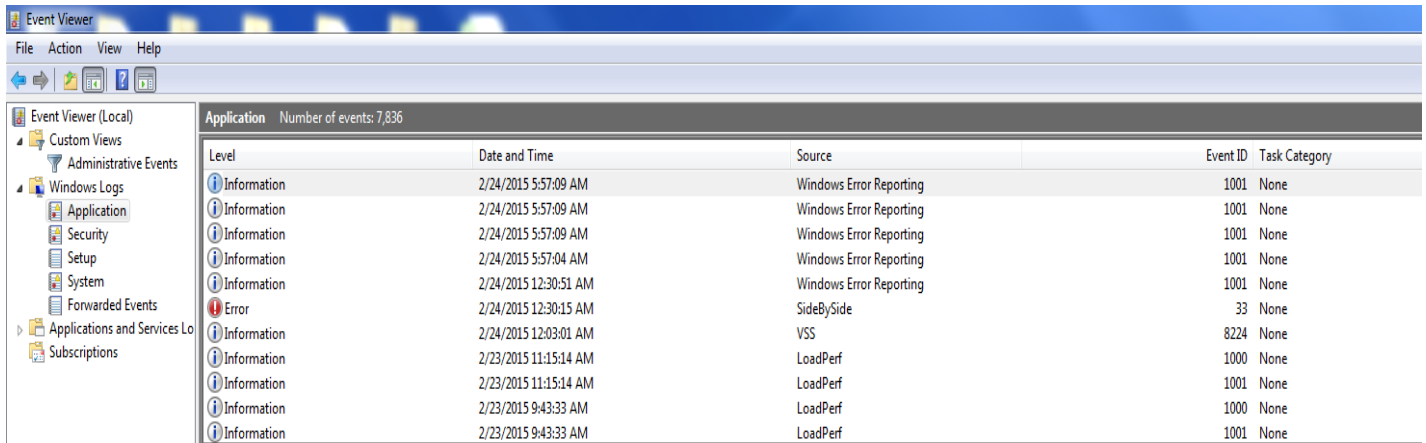 Event Viewer
File Action View Help
Event Viewer (Local)
Custom Views
Administrative Events
Windows Logs
Application
Security
Setup
System
Forwarded Events
Applications and Services Lo
Subscriptions
Application Number of events: 7,836
Level Date and Time Source Event ID Task Category
Information 2/24/2015 5:57:09 AM Windows Error Reporting 1001 None
Information 2/24/2015 5:57:09 AM Windows Error Reporting 1001 None
Information 2/24/2015 5:57:09 AM Windows Error Reporting 1001 None
Information 2/24/2015 5:57:04 AM Windows Error Reporting 1001 None
Information 2/24/2015 12:30:51 AM Windows Error Reporting 1001 None
Error 2/24/2015 12:30:15 AM SideBySide 33 None
Information 2/24/2015 12:03:01 AM VSS 8224 None
Information 2/23/2015 11:15:14 AM LoadPerf 1000 None
Information 2/23/2015 11:15:14 AM LoadPerf 1001 None
Information 2/23/2015 9:43:33 AM LoadPerf 1000 None
Information 2/23/2015 9:43:33 AM LoadPerf 1001 None